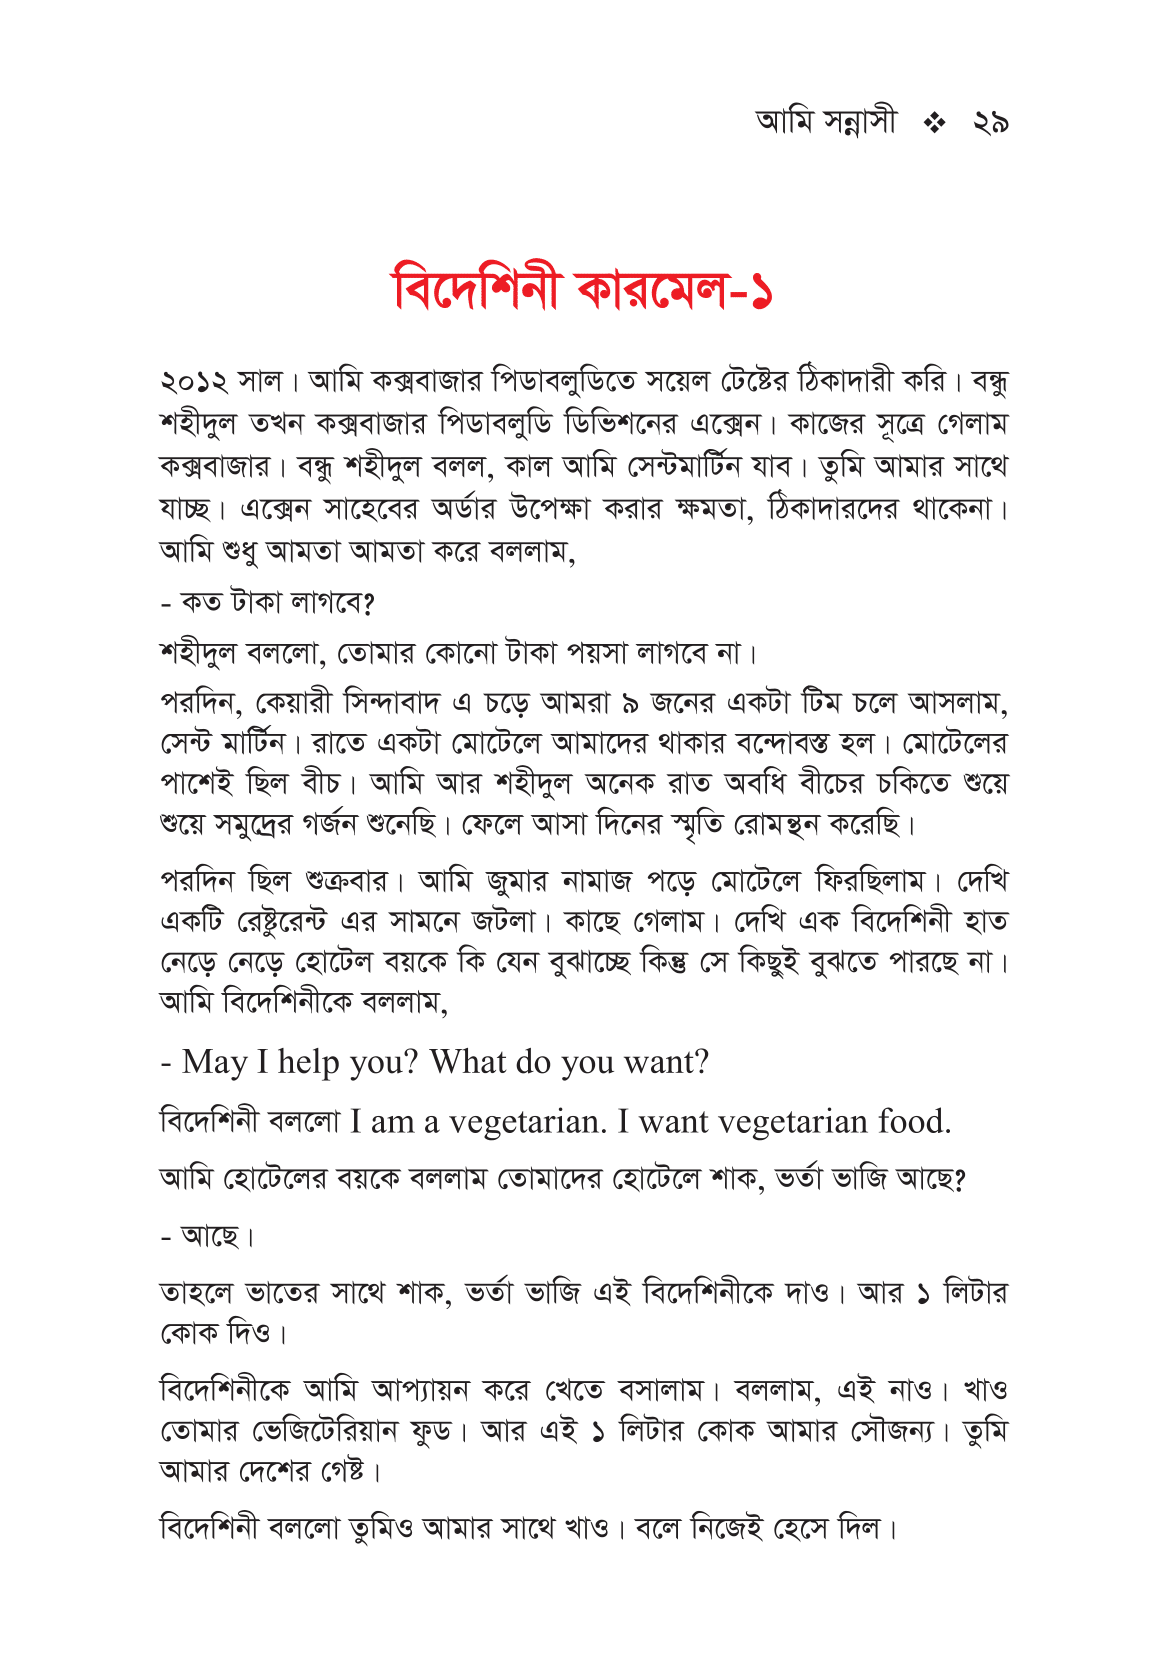 আমি সন্নাসী ❖ ২৯
বিদেশিনী কারমেল-১
২০১২ সাল। আমি কক্সবাজার পিডাবলুডিতে সয়েল টেষ্টের ঠিকাদারী করি। বন্ধু
শহীদুল তখন কক্সবাজার পিডাবলুডি ডিভিশনের এক্সেন। কাজের সূত্রে গেলাম
কক্সবাজার। বন্ধু শহীদুল বলল, কাল আমি সেন্টমার্টিন যাব। তুমি আমার সাথে
যাচ্ছ। এক্সেন সাহেবের অর্ডার উপেক্ষা করার ক্ষমতা, ঠিকাদারদের থাকেনা।
আমি শুধু আমতা আমতা করে বললাম,
- কত টাকা লাগবে?
শহীদুল বললো, তোমার কোনো টাকা পয়সা লাগবে না।
পরদিন, কেয়ারী সিন্দাবাদ এ চড়ে আমরা ৯ জনের একটা টিম চলে আসলাম,
সেন্ট মার্টিন। রাতে একটা মোটেলে আমাদের থাকার বন্দোবস্ত হল। মোটেলের
পাশেই ছিল বীচ। আমি আর শহীদুল অনেক রাত অবধি বীচের চকিতে শুয়ে
শুয়ে সমুদ্রের গর্জন শুনেছি। ফেলে আসা দিনের স্মৃতি রোমন্থন করেছি।
পরদিন ছিল শুক্রবার। আমি জুমার নামাজ পড়ে মোটেলে ফিরছিলাম। দেখি
একটি রেষ্টুরেন্ট এর সামনে জটলা। কাছে গেলাম। দেখি এক বিদেশিনী হাত
নেড়ে নেড়ে হোটেল বয়কে কি যেন বুঝাচ্ছে কিন্তু সে কিছুই বুঝতে পারছে না।
আমি বিদেশিনীকে বললাম,
- May I help you? What do you want?
বিদেশিনী বললো I am a vegetarian. I want vegetarian food.
আমি হোটেলের বয়কে বললাম তোমাদের হোটেলে শাক, ভর্তা ভাজি আছে?
- আছে।
তাহলে ভাতের সাথে শাক, ভর্তা ভাজি এই বিদেশিনীকে দাও। আর ১ লিটার
কোক দিও।
বিদেশিনীকে আমি আপ্যায়ন করে খেতে বসালাম। বললাম, এই নাও। খাও
তোমার ভেজিটেরিয়ান ফুড। আর এই ১ লিটার কোক আমার সৌজন্য। তুমি
আমার দেশের গেষ্ট।
বিদেশিনী বললো তুমিও আমার সাথে খাও। বলে নিজেই হেসে দিল।